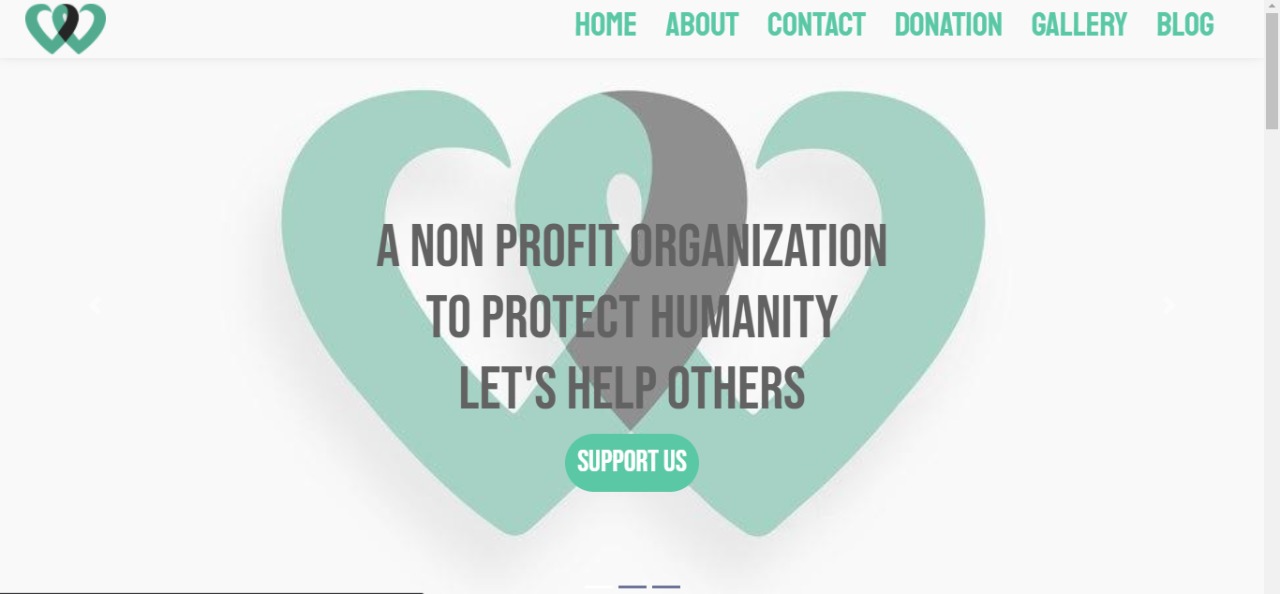 HOME ABOUT CONTACT DONATION GALLERY BLOG
A NON PROFIT ORGANIZATION
TO PROTECT HUMANITY
LET'S HELP OTHERS
SUPPORT US